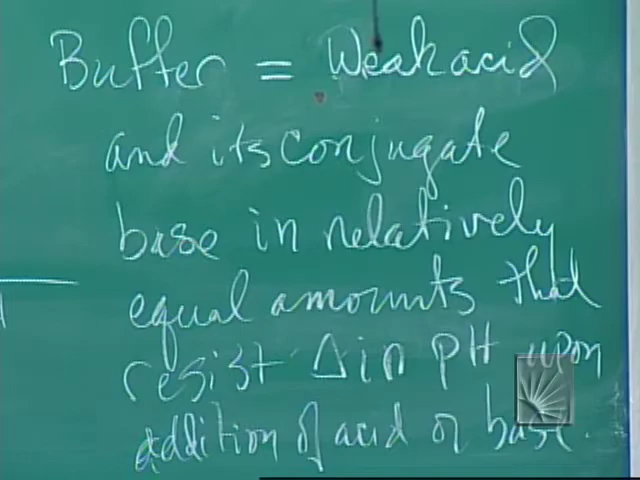 Buffer = Weak acid
and its conjugate
base in relatively
equal amounts that
resist Δ in pH upon
addition of acid or base.